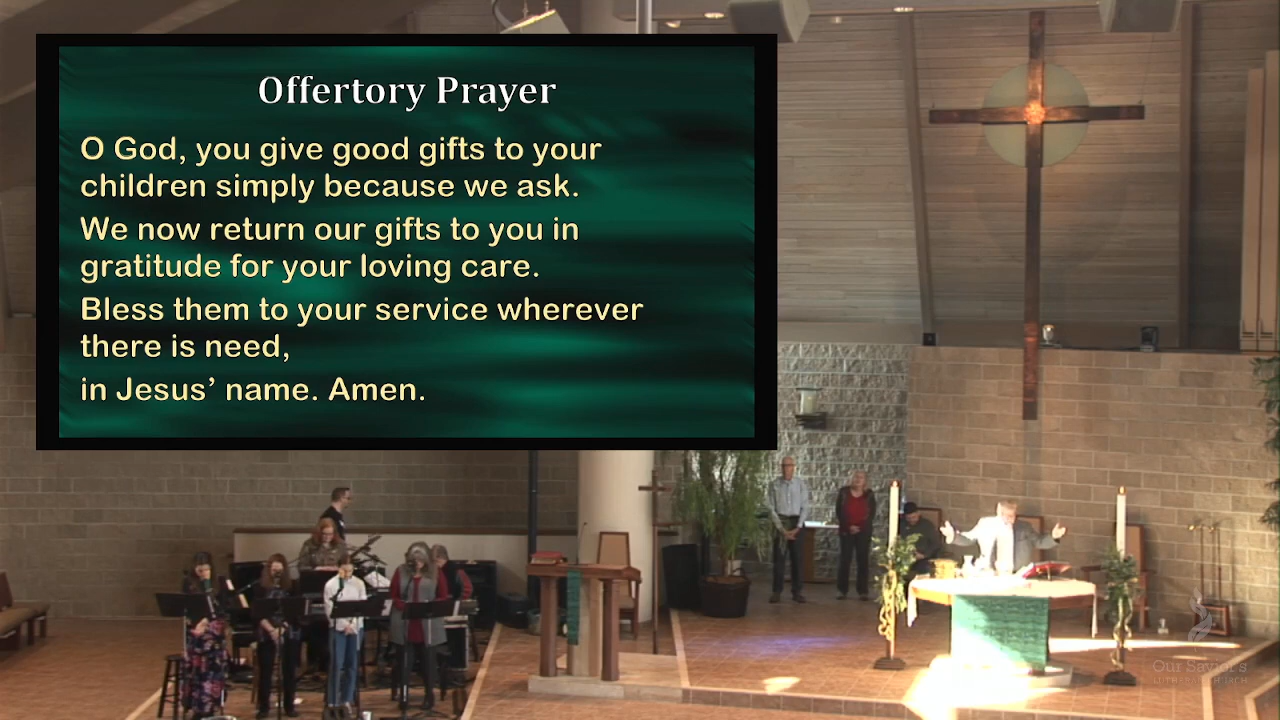 Offertory Prayer
O God, you give good gifts to your
children simply because we ask.
We now return our gifts to you in
gratitude for your loving care.
Bless them to your service wherever
there is need,
in Jesus’ name. Amen.
Our Savior's
LUTHERAN CHURCH